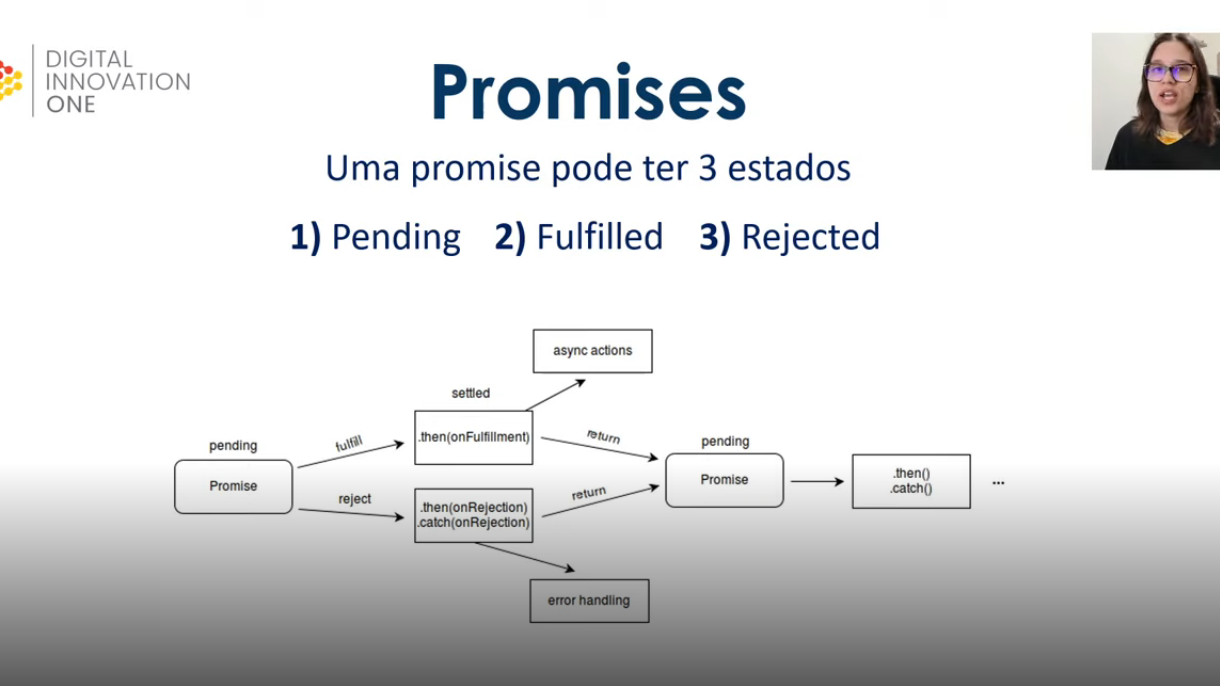 DIGITAL
INNOVATION
ONE
Promises
Uma promise pode ter 3 estados
1) Pending 2) Fulfilled 3) Rejected
async actions
settled
.then(onFulfillment)
fulfill
return
pending
Promise
reject
.then(onRejection)
.catch(onRejection)
return
pending
Promise
.then()
.catch()
...
error handling